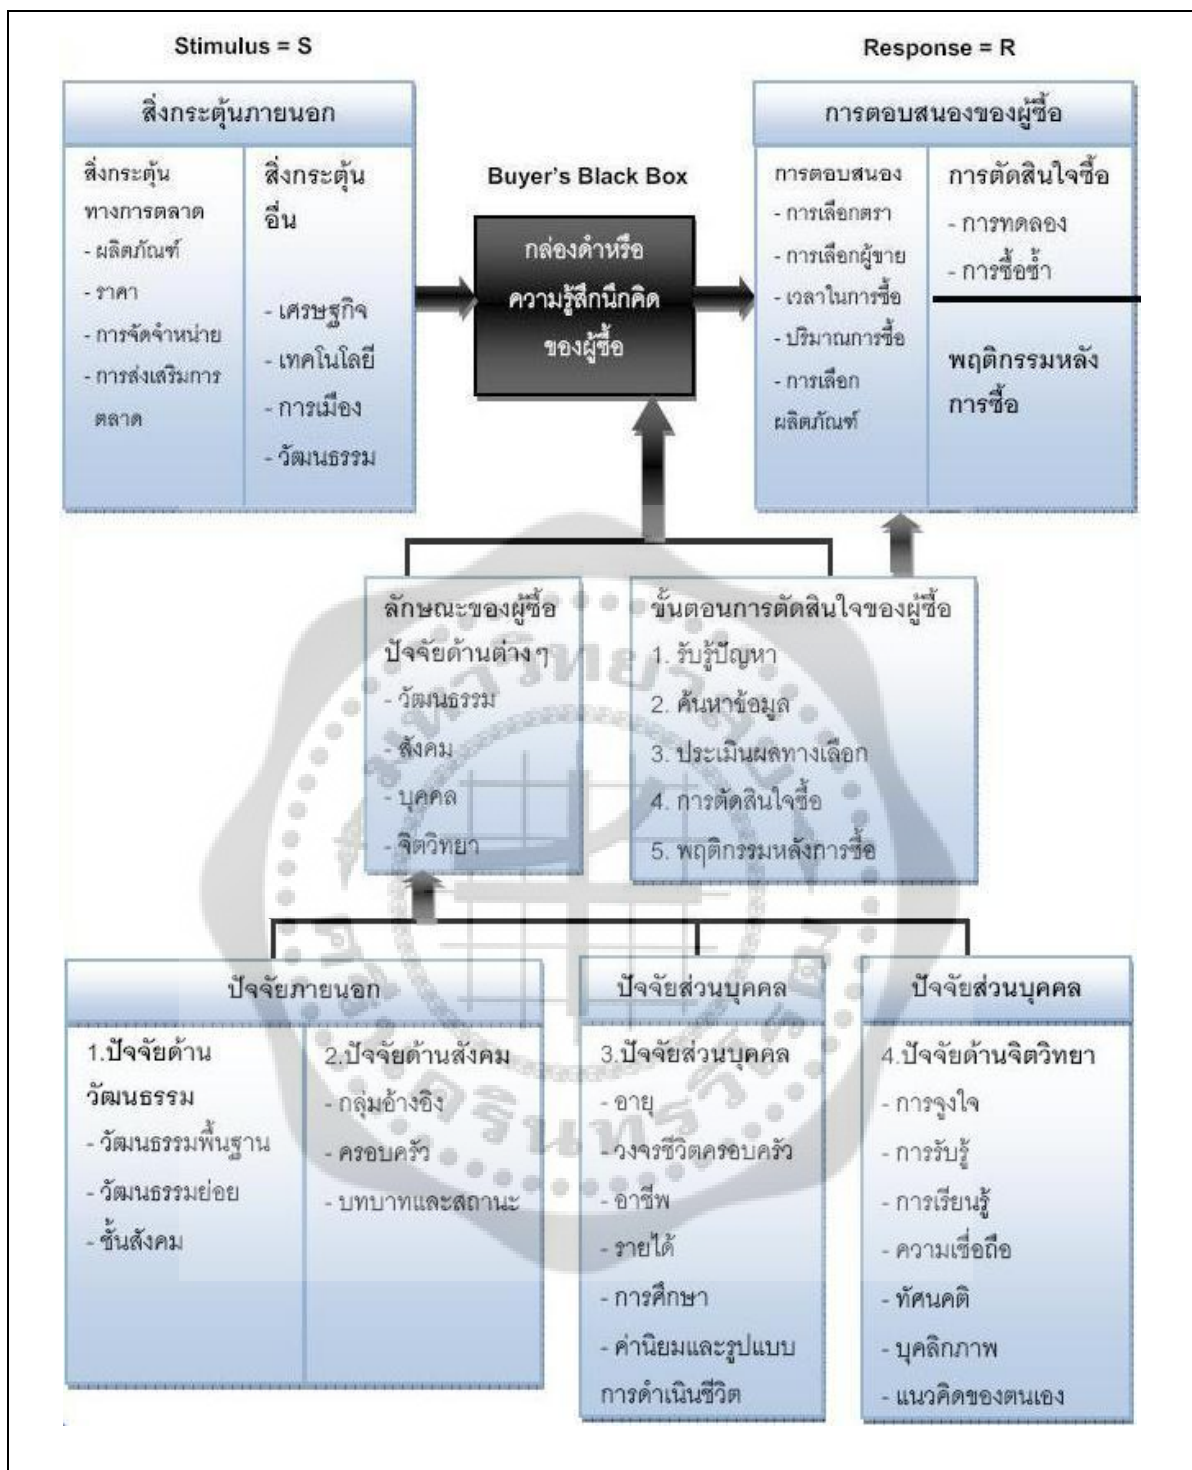 Stimulus = S
สิ่งกระตุ้นภายนอก
สิ่งกระตุ้น
ทางการตลาด
- ผลิตภัณฑ์
- ราคา
- การจัดจำหน่าย
- การส่งเสริมการ
ตลาด
สิ่งกระตุ้น
อื่น
- เศรษฐกิจ
- เทคโนโลยี
- การเมือง
- วัฒนธรรม
Buyer's Black Box
กล่องดำหรือ
ความรู้สึกนึกคิด
ของผู้ซื้อ
Response = R
การตอบสนองของผู้ซื้อ
การตอบสนอง
- การเลือกตรา
- การเลือกผู้ขาย
- เวลาในการซื้อ
- ปริมาณการซื้อ
- การเลือก
ผลิตภัณฑ์
การตัดสินใจซื้อ
- การทดลอง
- การซื้อซ้ำ
พฤติกรรมหลัง
การซื้อ
ลักษณะของผู้ซื้อ
ปัจจัยด้านต่างๆ
- วัฒนธรรม
- สังคม
- บุคคล
- จิตวิทยา
ขั้นตอนการตัดสินใจของผู้ซื้อ
1. รับรู้ปัญหา
2. ค้นหาข้อมูล
3. ประเมินผลทางเลือก
4. การตัดสินใจซื้อ
5. พฤติกรรมหลังการซื้อ
ปัจจัยภายนอก
1.ปัจจัยด้าน
วัฒนธรรม
- วัฒนธรรมพื้นฐาน
- วัฒนธรรมย่อย
- ชั้นสังคม
2.ปัจจัยด้านสังคม
- กลุ่มอ้างอิง
- ครอบครัว
- บทบาทและสถานะ
ปัจจัยส่วนบุคคล
3.ปัจจัยส่วนบุคคล
- อายุ
- วงจรชีวิตครอบครัว
- อาชีพ
- รายได้
- การศึกษา
- ค่านิยมและรูปแบบ
การดำเนินชีวิต
ปัจจัยส่วนบุคคล
4.ปัจจัยด้านจิตวิทยา
- การจูงใจ
- การรับรู้
- การเรียนรู้
- ความเชื่อถือ
- ทัศนคติ
- บุคลิกภาพ
- แนวคิดของตนเอง
มหาวิทยาลัย
ศรีนครินทรวิโรฒ